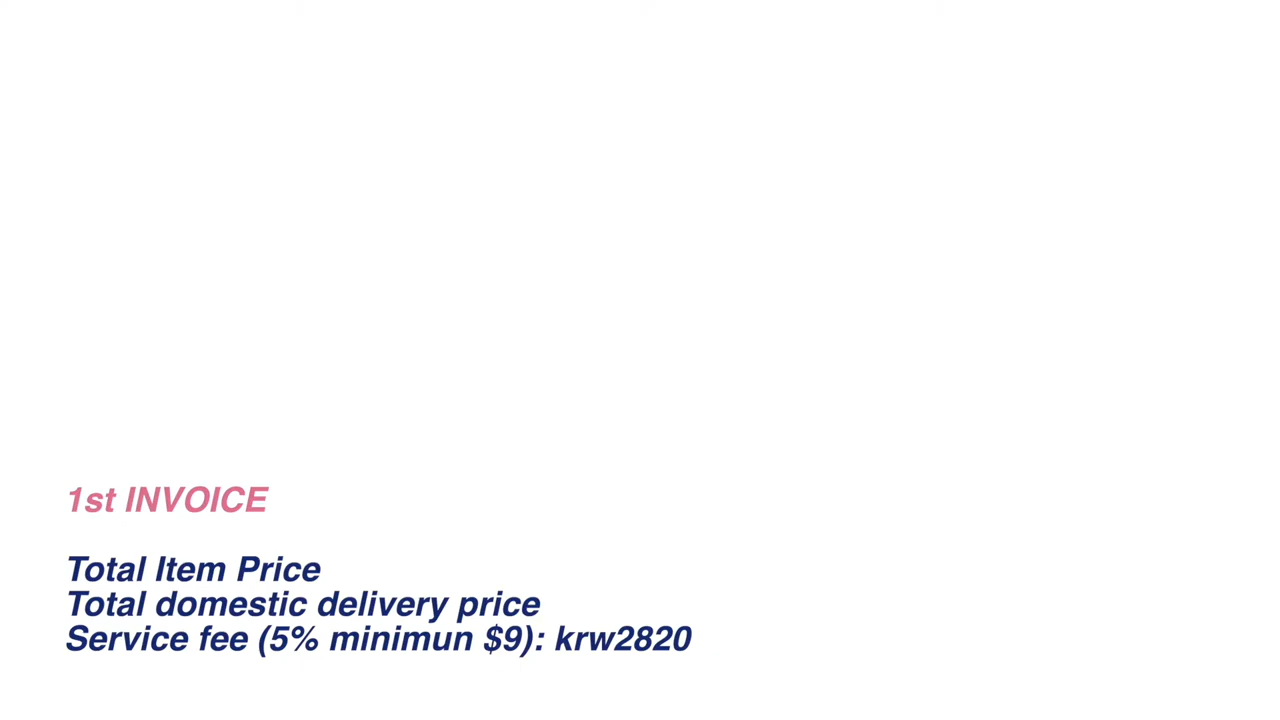 1st INVOICE
Total Item Price
Total domestic delivery price
Service fee (5% minimun $9): krw2820